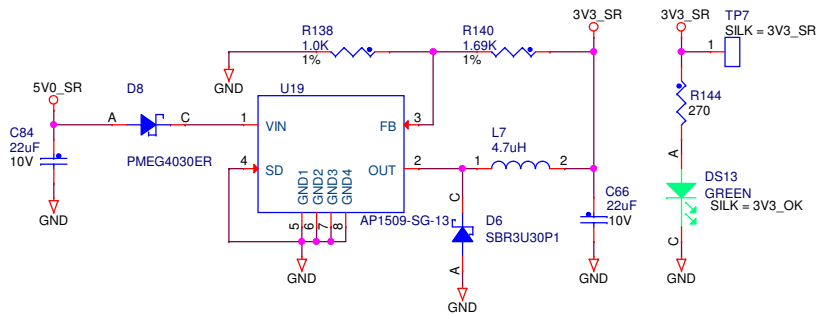 3V3_SR
3V3_SR
TP7
SILK = 3V3_SR
1
R138
1.0K
1%
R140
1.69K
1%
GND
5V0_SR
D8
U19
A
C
1
VIN
FB
3
R144
270
C84
22uF
10V
PMEG4030ER
4
SD
OUT
2
L7
4.7uH
1
2
GND1
GND2
GND3
GND4
5
6
7
8
AP1509-SG-13
C
D6
SBR3U30P1
A
C66
22uF
10V
A
DS13
GREEN
SILK = 3V3_OK
C
GND
GND
GND
GND
GND